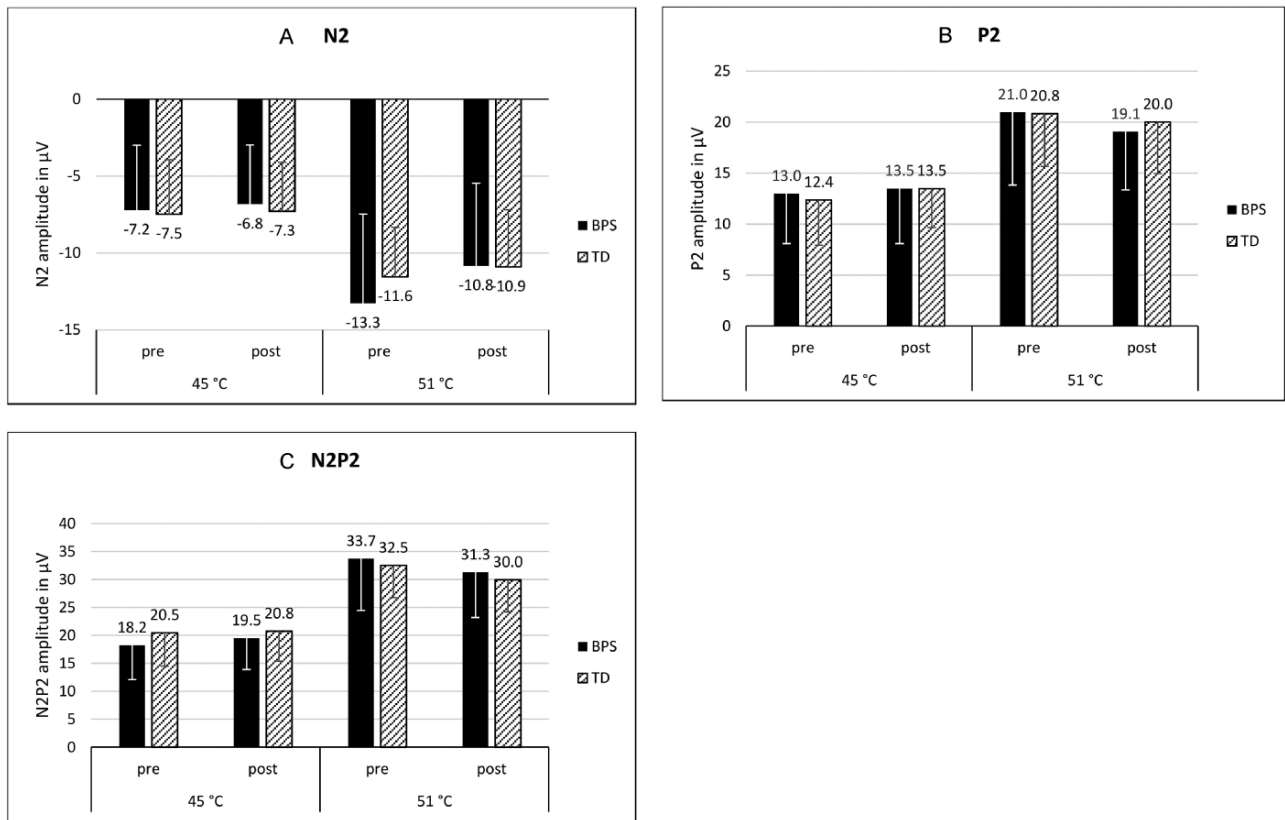 A N2
N2 amplitude in µV
0
-5
-10
-15
-7.2 -7.5 -6.8 -7.3 -13.3 -11.6 -10.8 -10.9
pre post pre post
45 °C 51 °C
BPS
TD
B P2
P2 amplitude in µV
25
20
15
10
5
0
13.0 12.4 13.5 13.5 21.0 20.8 19.1 20.0
pre post pre post
45 °C 51 °C
BPS
TD
C N2P2
N2P2 amplitude in µV
40
35
30
25
20
15
10
5
0
18.2 20.5 19.5 20.8 33.7 32.5 31.3 30.0
pre post pre post
45 °C 51 °C
BPS
TD